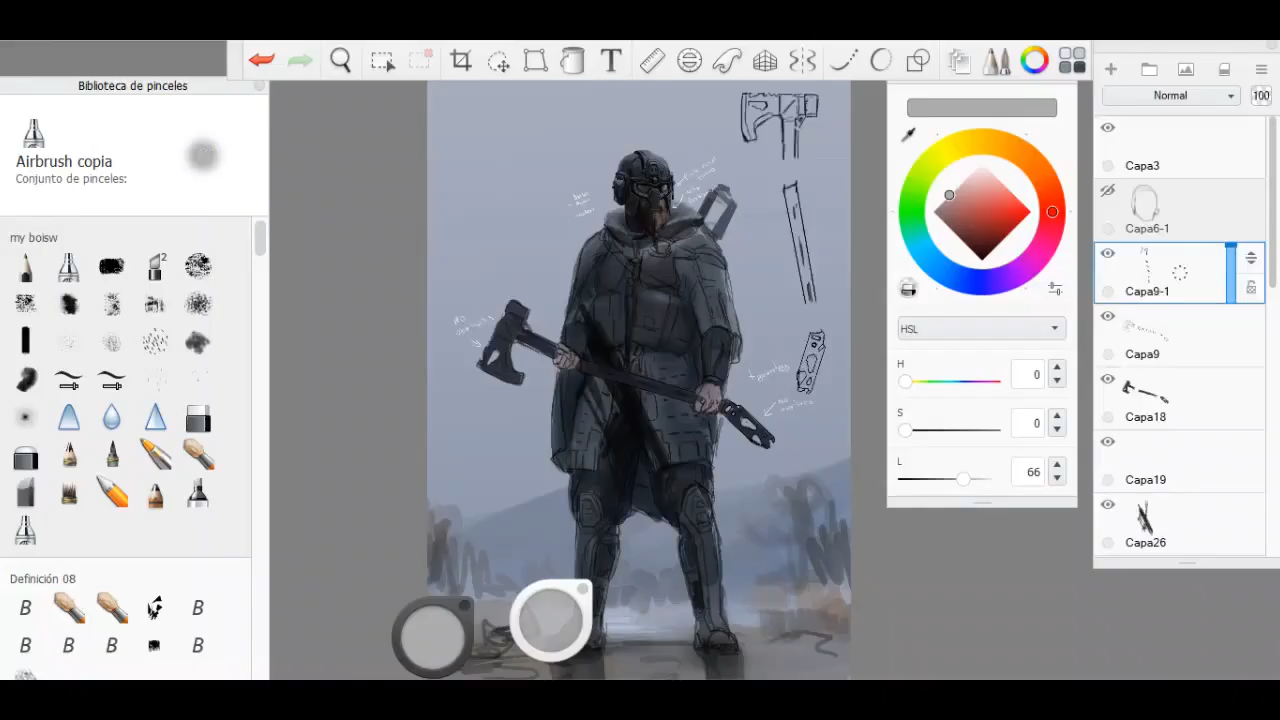 Biblioteca de pinceles
Airbrush copia
Conjunto de pinceles:
my boisw
Definición 08
B
B
B
B
B
B
T
2
HSL
H
0
S
0
L
66
Normal
100
Capa3
Capa6-1
Capa9-1
Capa9
Capa18
Capa19
Capa26